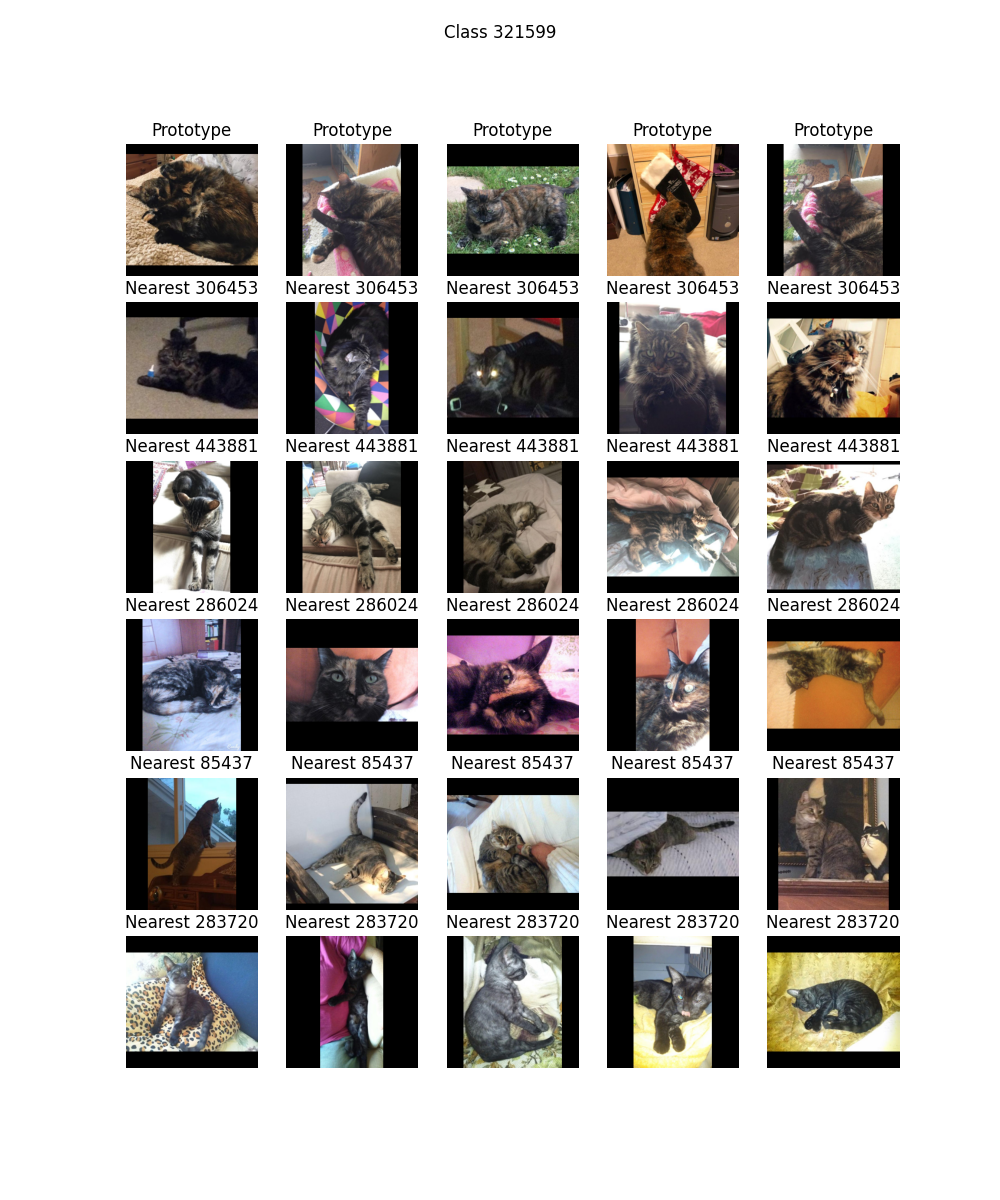 Class 321599
Prototype Prototype Prototype Prototype Prototype
Nearest 306453 Nearest 306453 Nearest 306453 Nearest 306453 Nearest 306453
Nearest 443881 Nearest 443881 Nearest 443881 Nearest 443881 Nearest 443881
Nearest 286024 Nearest 286024 Nearest 286024 Nearest 286024 Nearest 286024
Nearest 85437 Nearest 85437 Nearest 85437 Nearest 85437 Nearest 85437
Nearest 283720 Nearest 283720 Nearest 283720 Nearest 283720 Nearest 283720